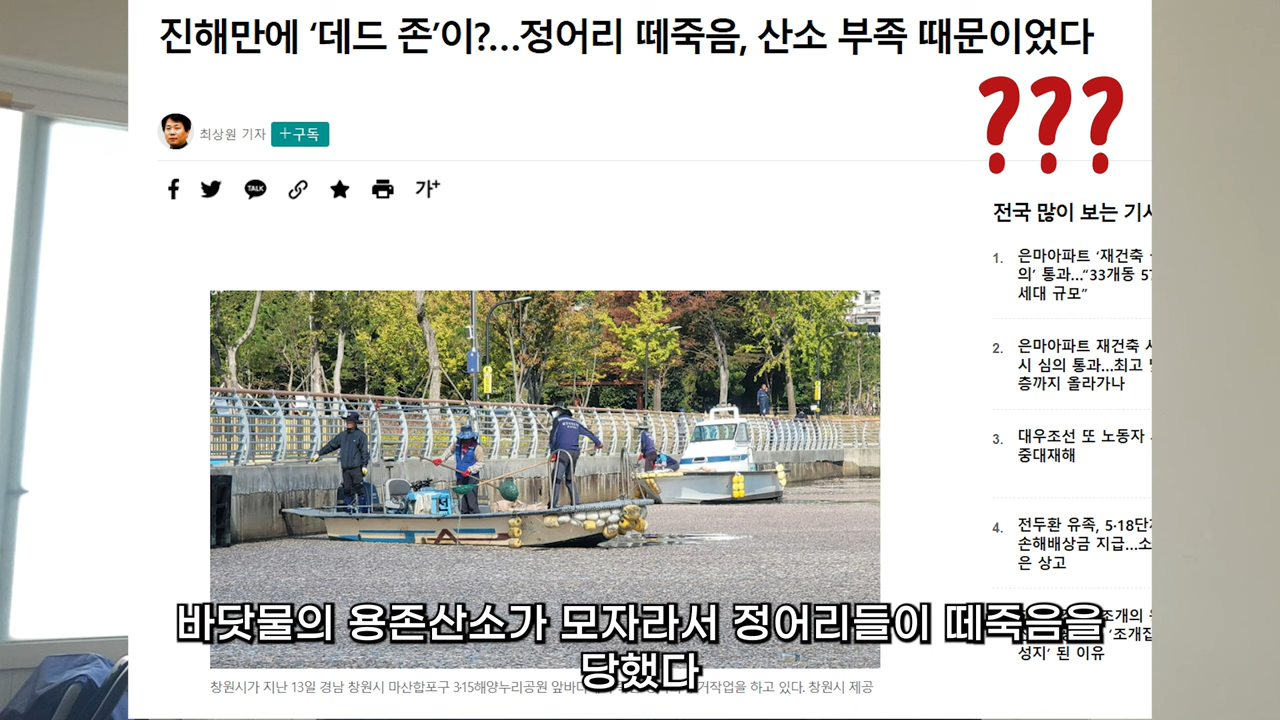 진해만에 ‘데드 존’이?…정어리 떼죽음, 산소 부족 때문이었다
최상원 기자
+구독
???
TALK
가+
전국 많이 보는 기사
1. 은마아파트 ‘재건축
의’ 통과…“33개동 57
세대 규모”
2. 은마아파트 재건축
시 심의 통과…최고
층까지 올라가나
3. 대우조선 또 노동자
중대재해
4. 전두환 유족, 5·18단체
손해배상금 지급…소
은 상고
조개의
‘조개
성지’ 된 이유
바닷물의 용존산소가 모자라서 정어리들이 떼죽음을
당했다
창원시가 지난 13일 경남 창원시 마산합포구 3·15해양누리공원 앞바다 거작업을 하고 있다. 창원시 제공